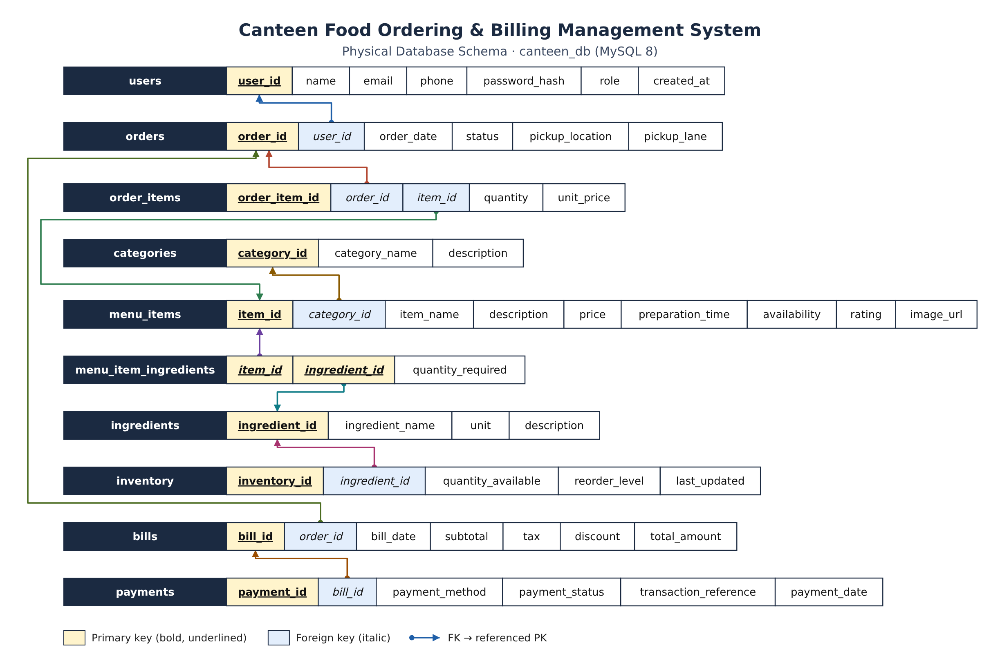 Canteen Food Ordering & Billing Management System
Physical Database Schema · canteen_db (MySQL 8)
users user_id name email phone password_hash role created_at
orders order_id user_id order_date status pickup_location pickup_lane
order_items order_item_id order_id item_id quantity unit_price
categories category_id category_name description
menu_items item_id category_id item_name description price preparation_time availability rating image_url
menu_item_ingredients item_id ingredient_id quantity_required
ingredients ingredient_id ingredient_name unit description
inventory inventory_id ingredient_id quantity_available reorder_level last_updated
bills bill_id order_id bill_date subtotal tax discount total_amount
payments payment_id bill_id payment_method payment_status transaction_reference payment_date
Primary key (bold, underlined) Foreign key (italic) FK → referenced PK